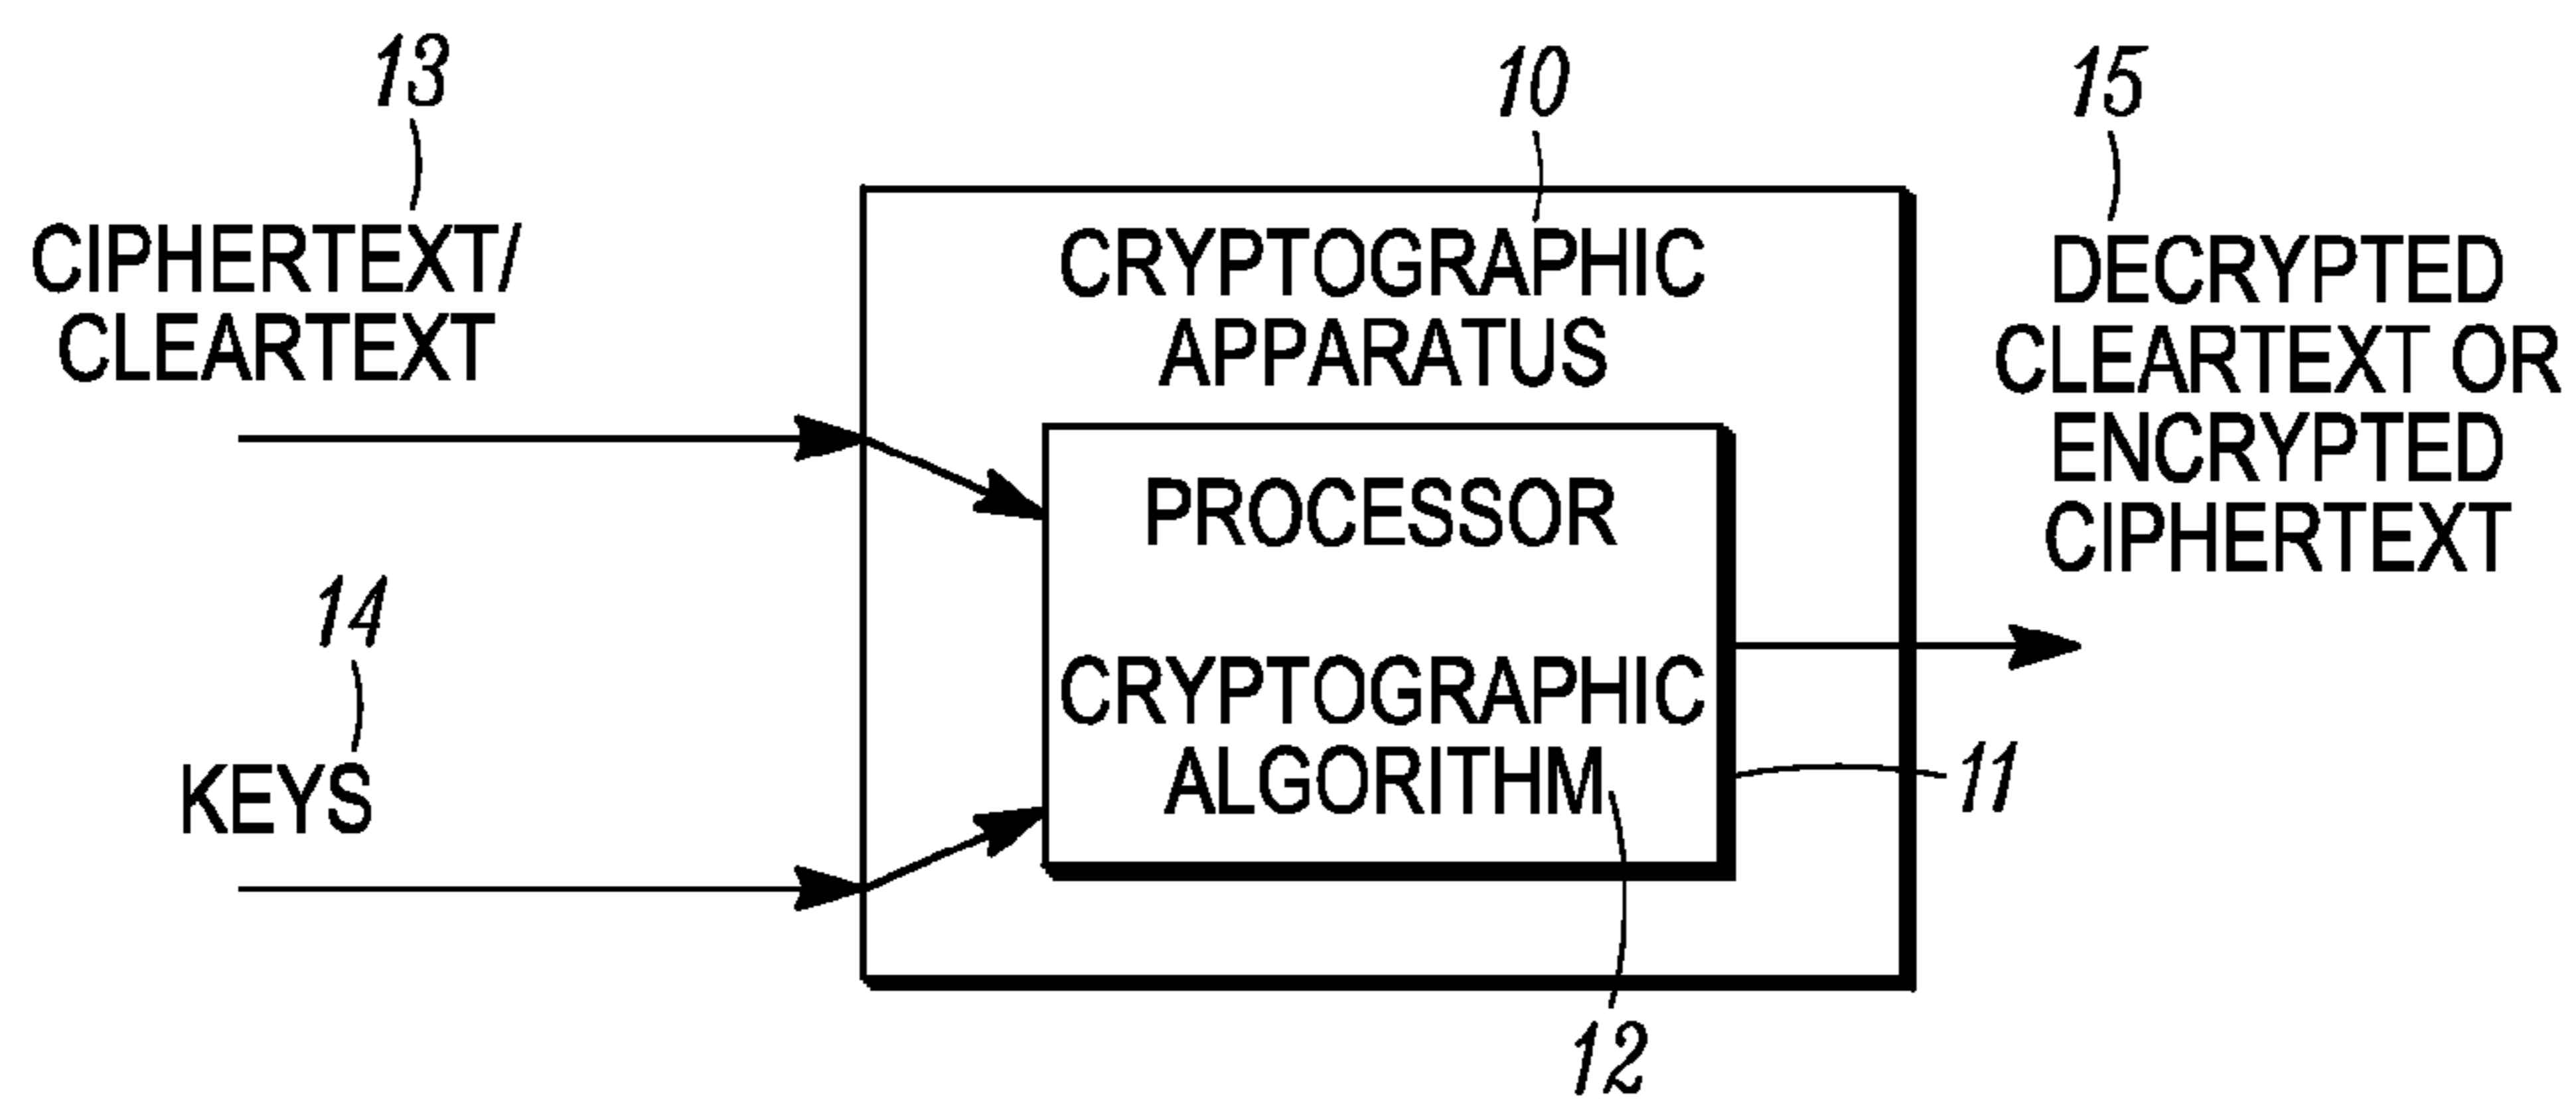 13
CIPHERTEXT/
CLEARTEXT
14
KEYS
10
CRYPTOGRAPHIC
APPARATUS
PROCESSOR
CRYPTOGRAPHIC
ALGORITHM
12
11
15
DECRYPTED
CLEARTEXT OR
ENCRYPTED
CIPHERTEXT